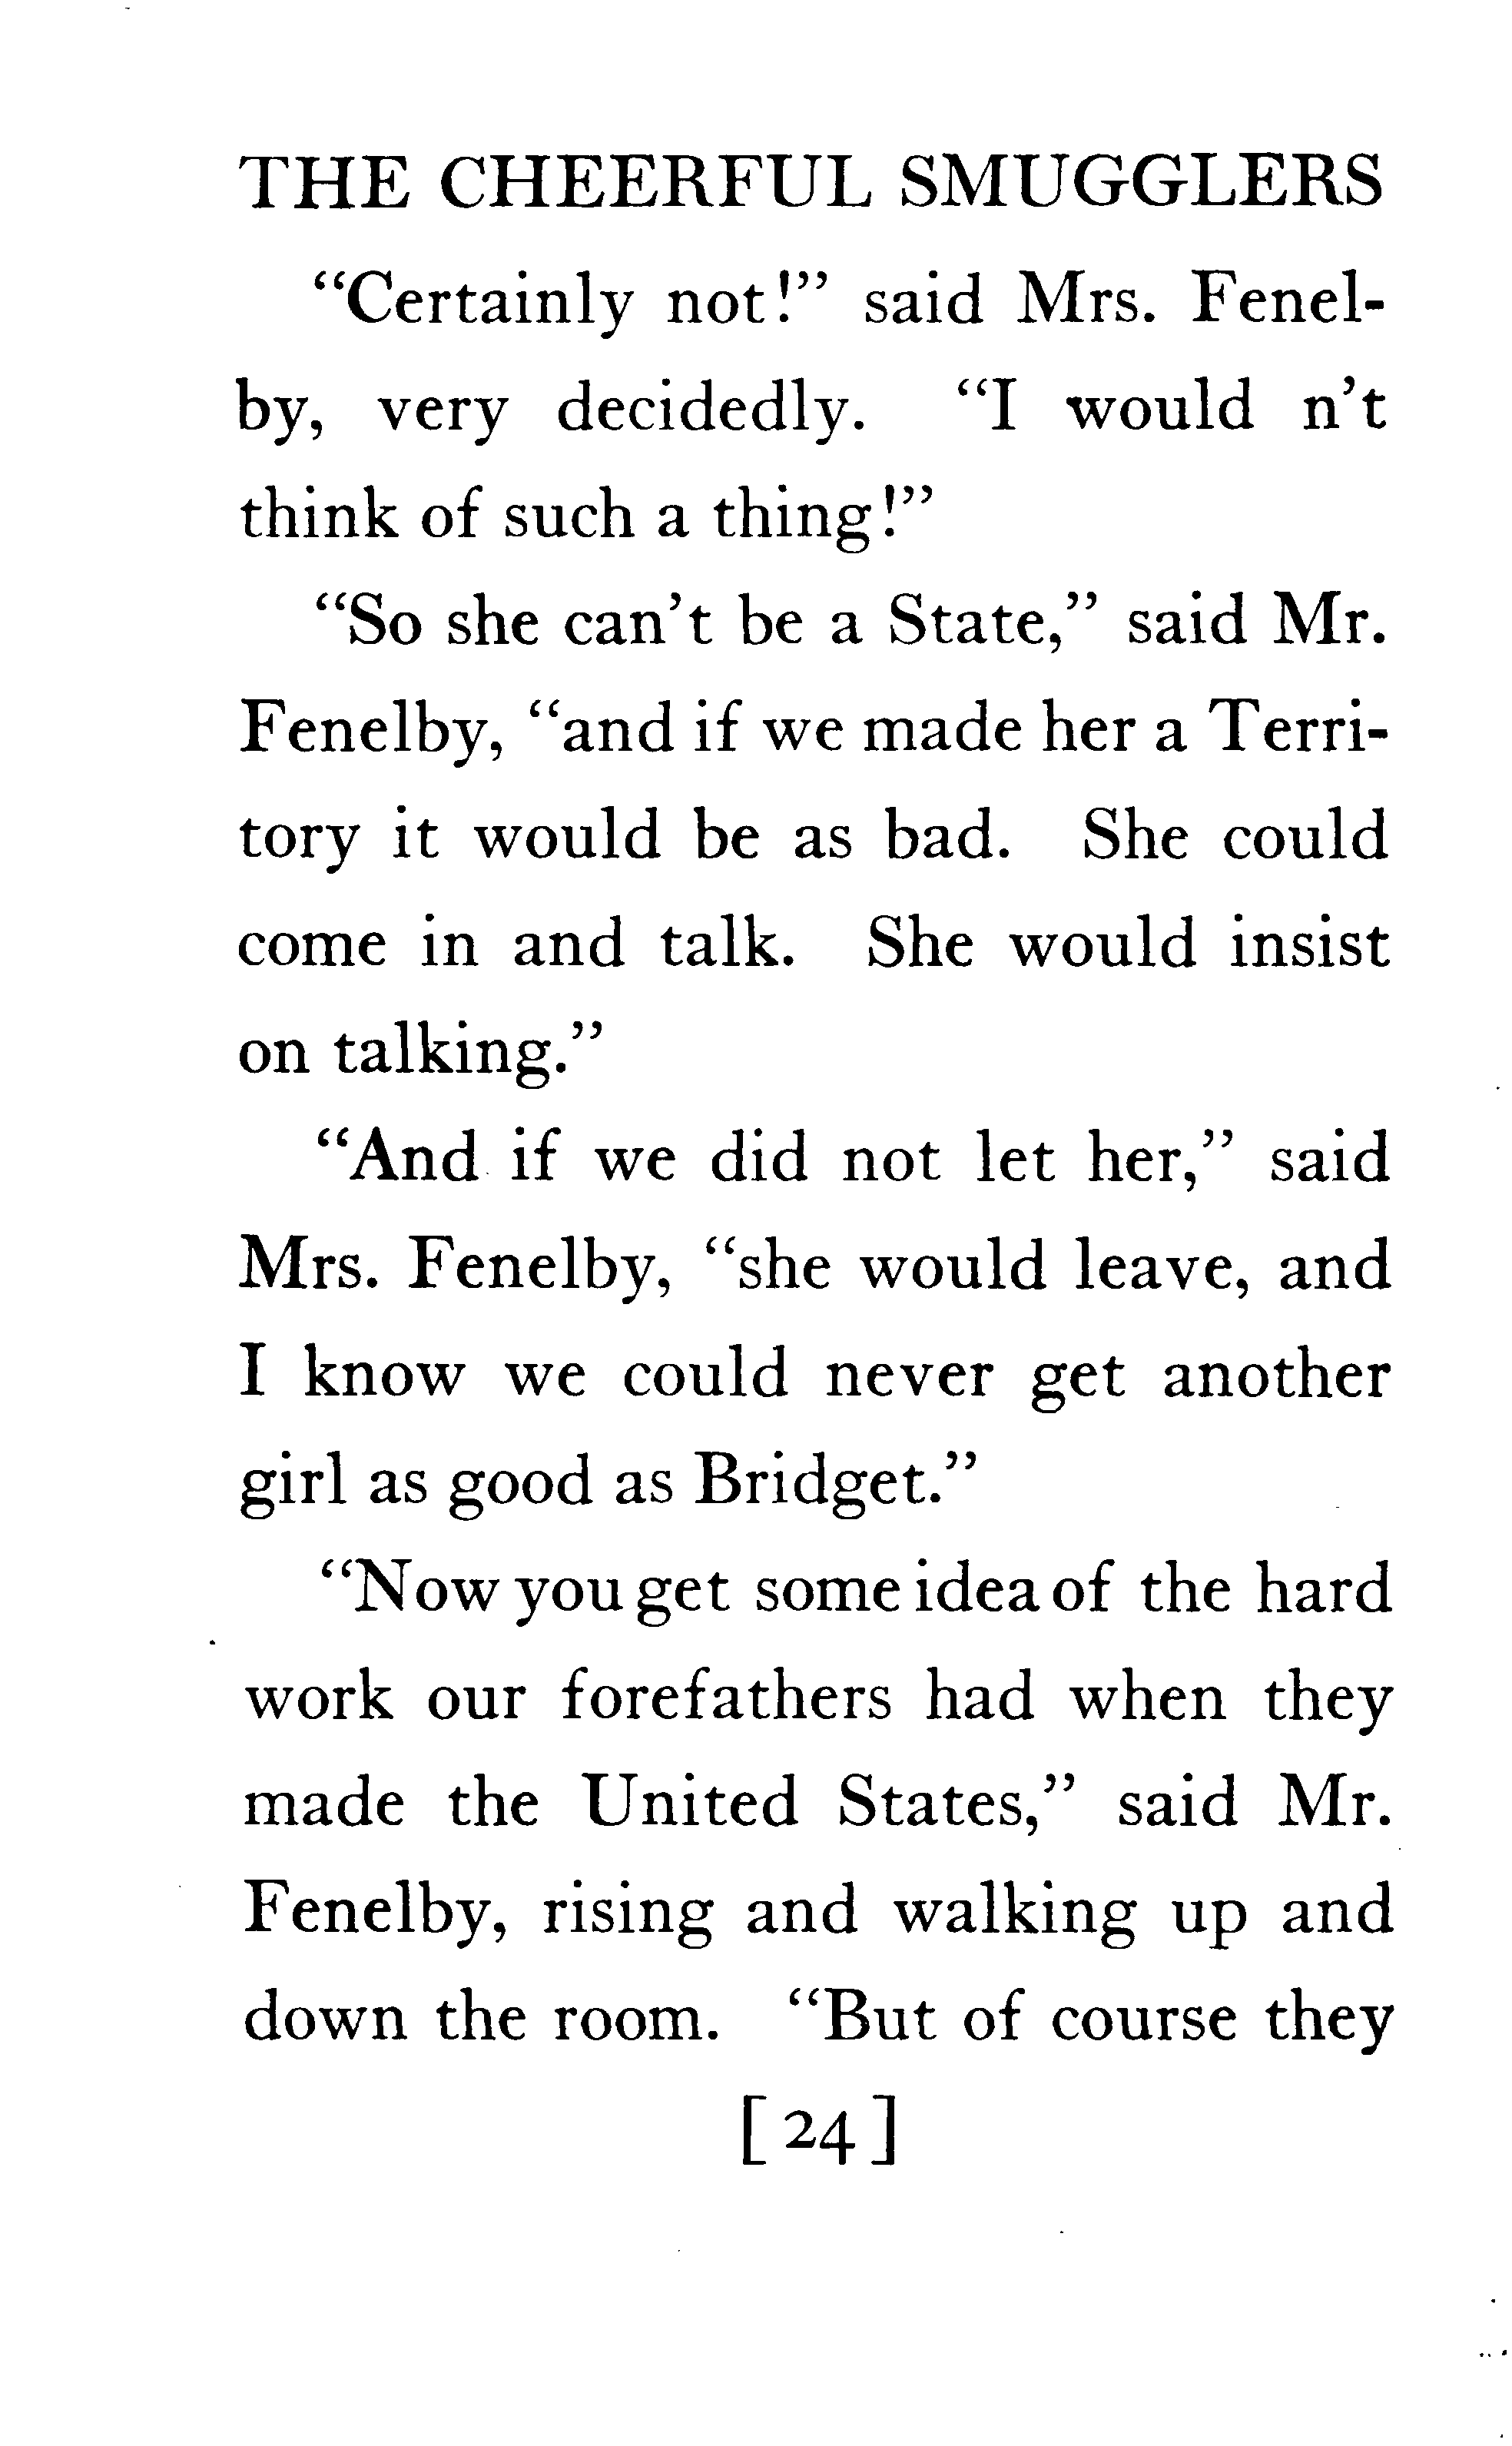 THE CHEERFUL SMUGGLERS
“Certainly not!” said Mrs. Fenel-
by, very decidedly. “I would n’t
think of such a thing!”
“So she can’t be a State,” said Mr.
Fenelby, “and if we made her a Terri-
tory it would be as bad. She could
come in and talk. She would insist
on talking.”
“And if we did not let her,” said
Mrs. Fenelby, “she would leave, and
I know we could never get another
girl as good as Bridget.”
“Now you get some idea of the hard
work our forefathers had when they
made the United States,” said Mr.
Fenelby, rising and walking up and
down the room. “But of course they
[24]